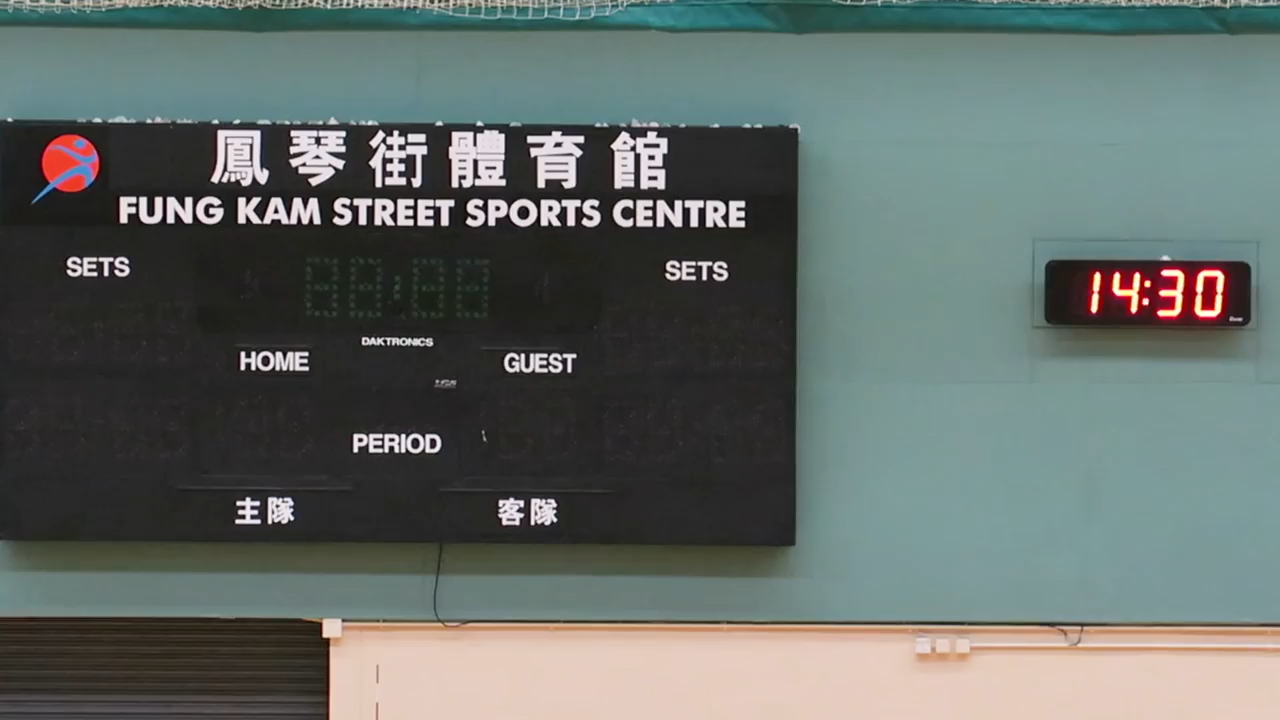 鳳琴街體育館
FUNG KAM STREET SPORTS CENTRE
SETS
SETS
14:30
DAKTRONICS
HOME
GUEST
PERIOD
主隊
客隊